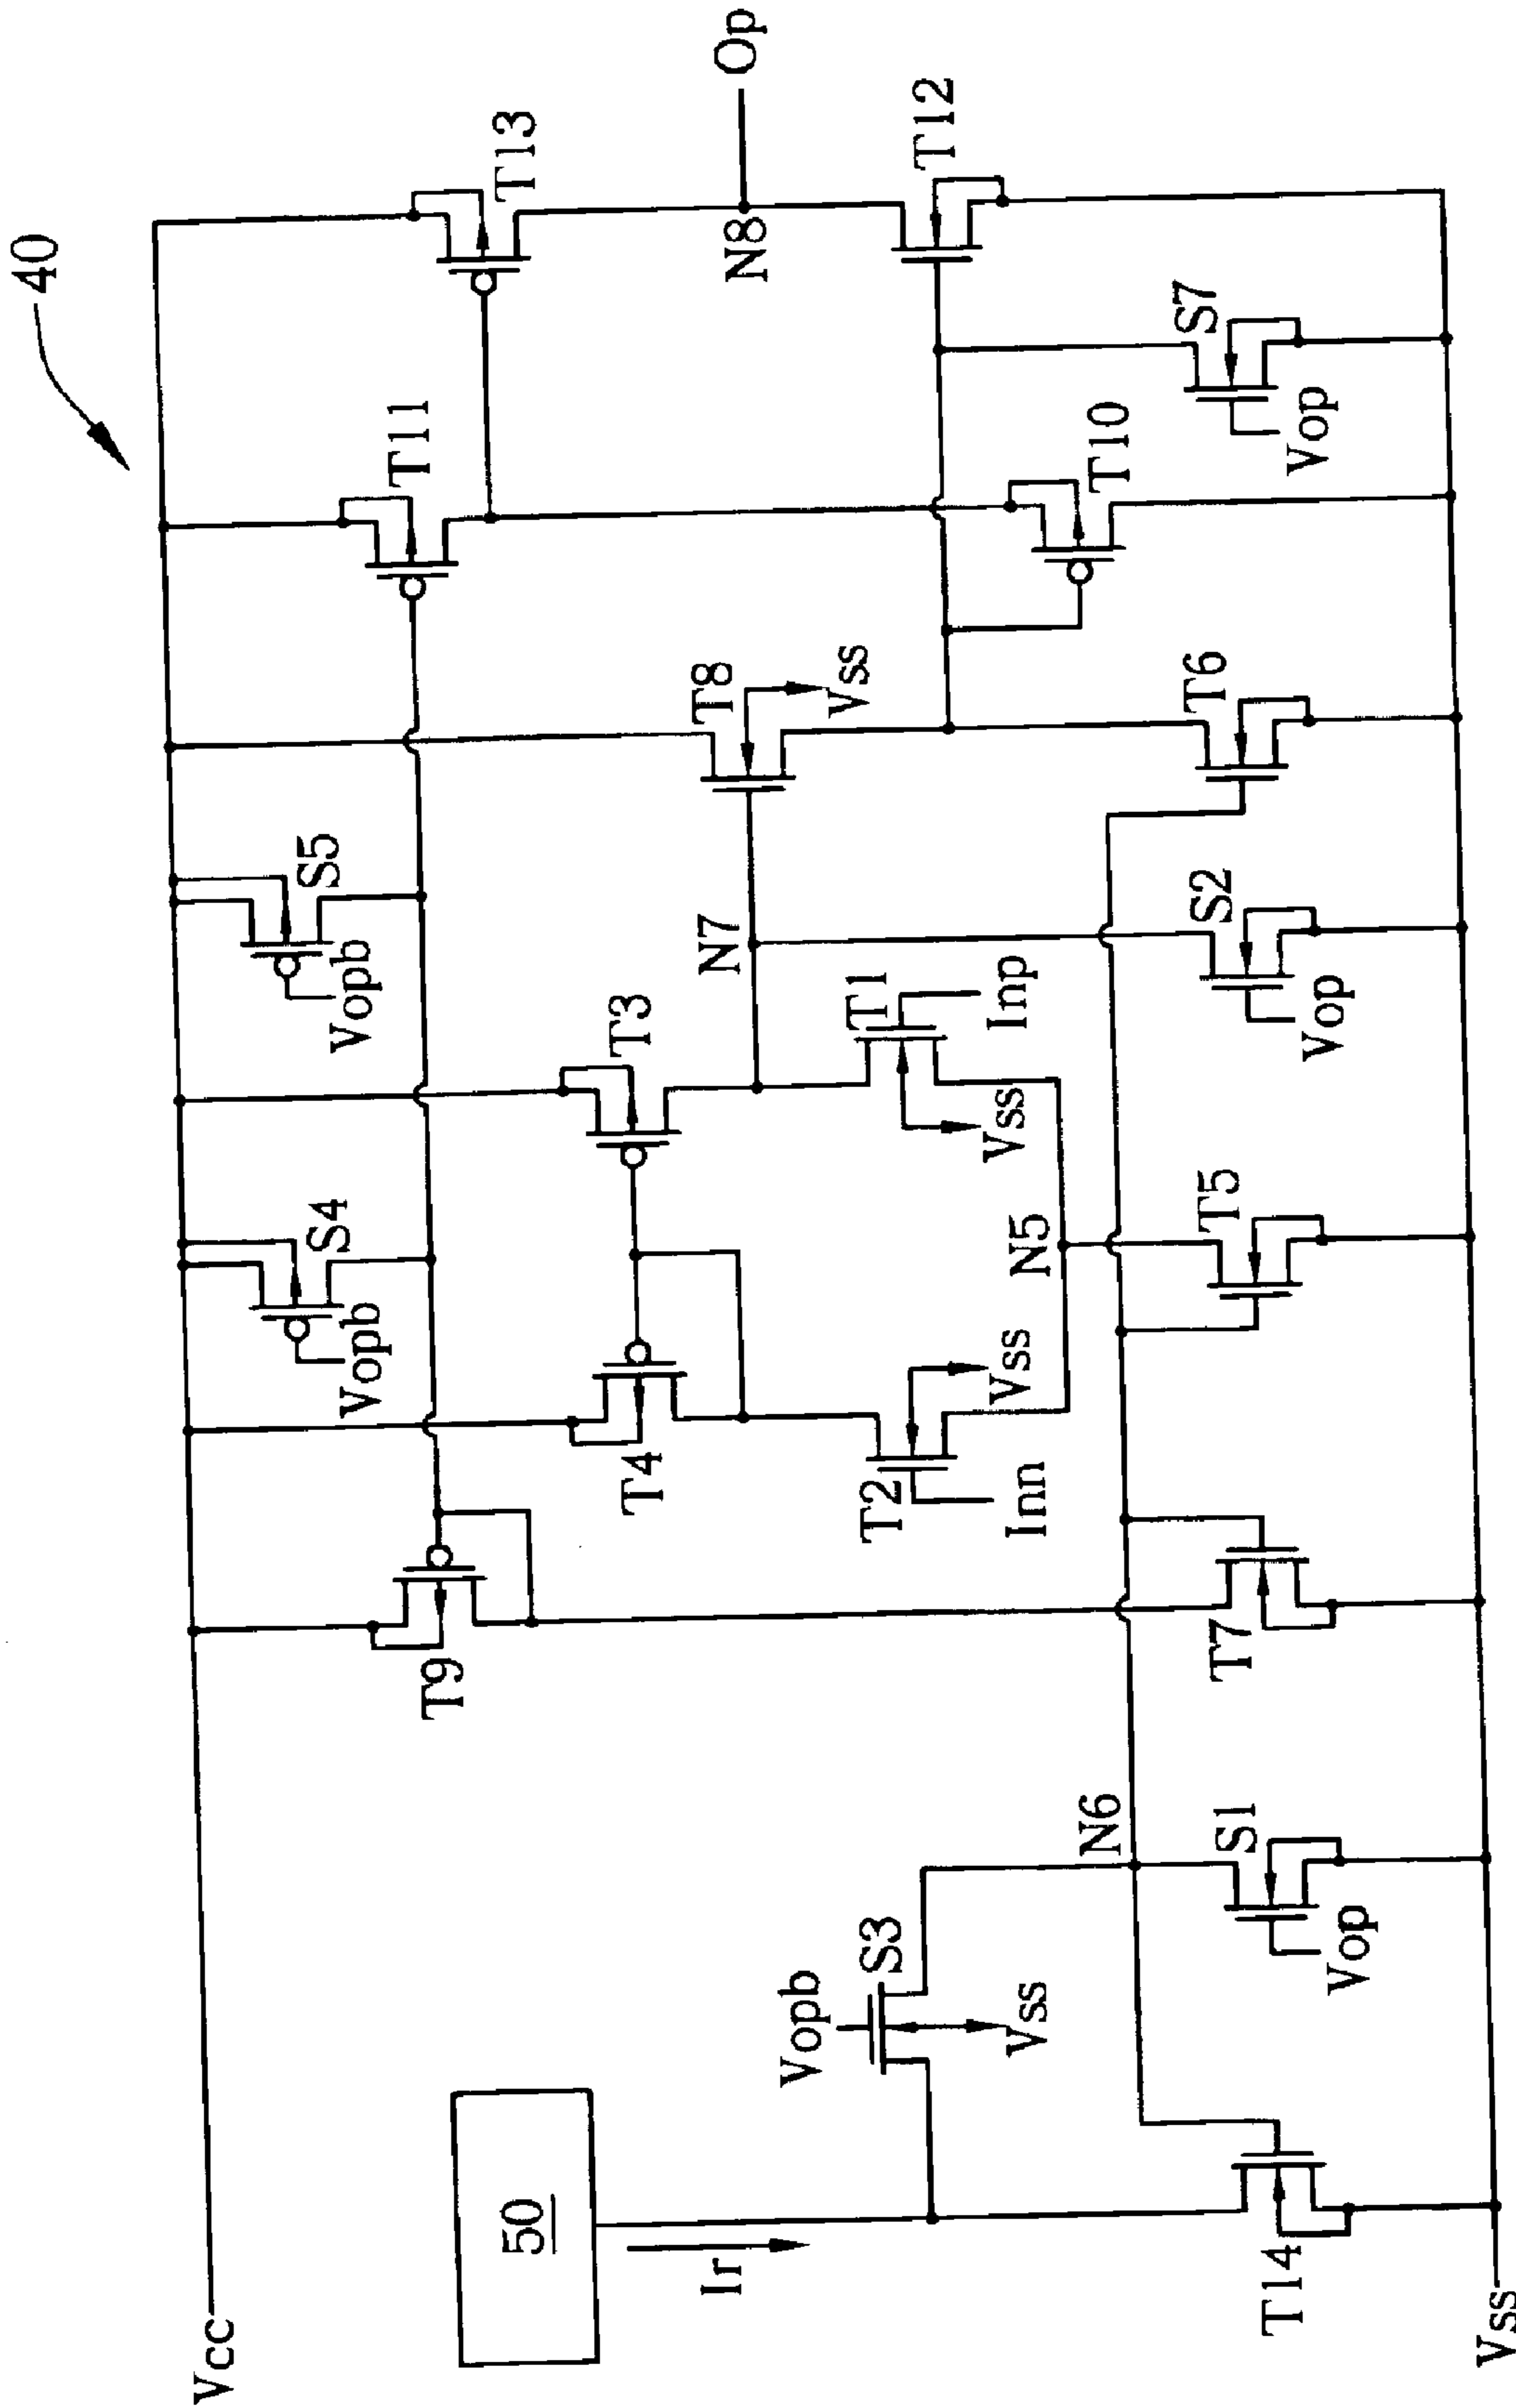 40
Vcc
50
Ir
T14
Vss
Vopb
S3
Vss
N6
S1
Vop
T9
T7
S4
Vopb
T4
T3
T2
Inn
Vss
T1
Inp
Vss
N5
T5
S5
Vopb
N7
S2
Vop
T8
Vss
T6
T11
T10
S7
Vop
T13
N8
Op
T12